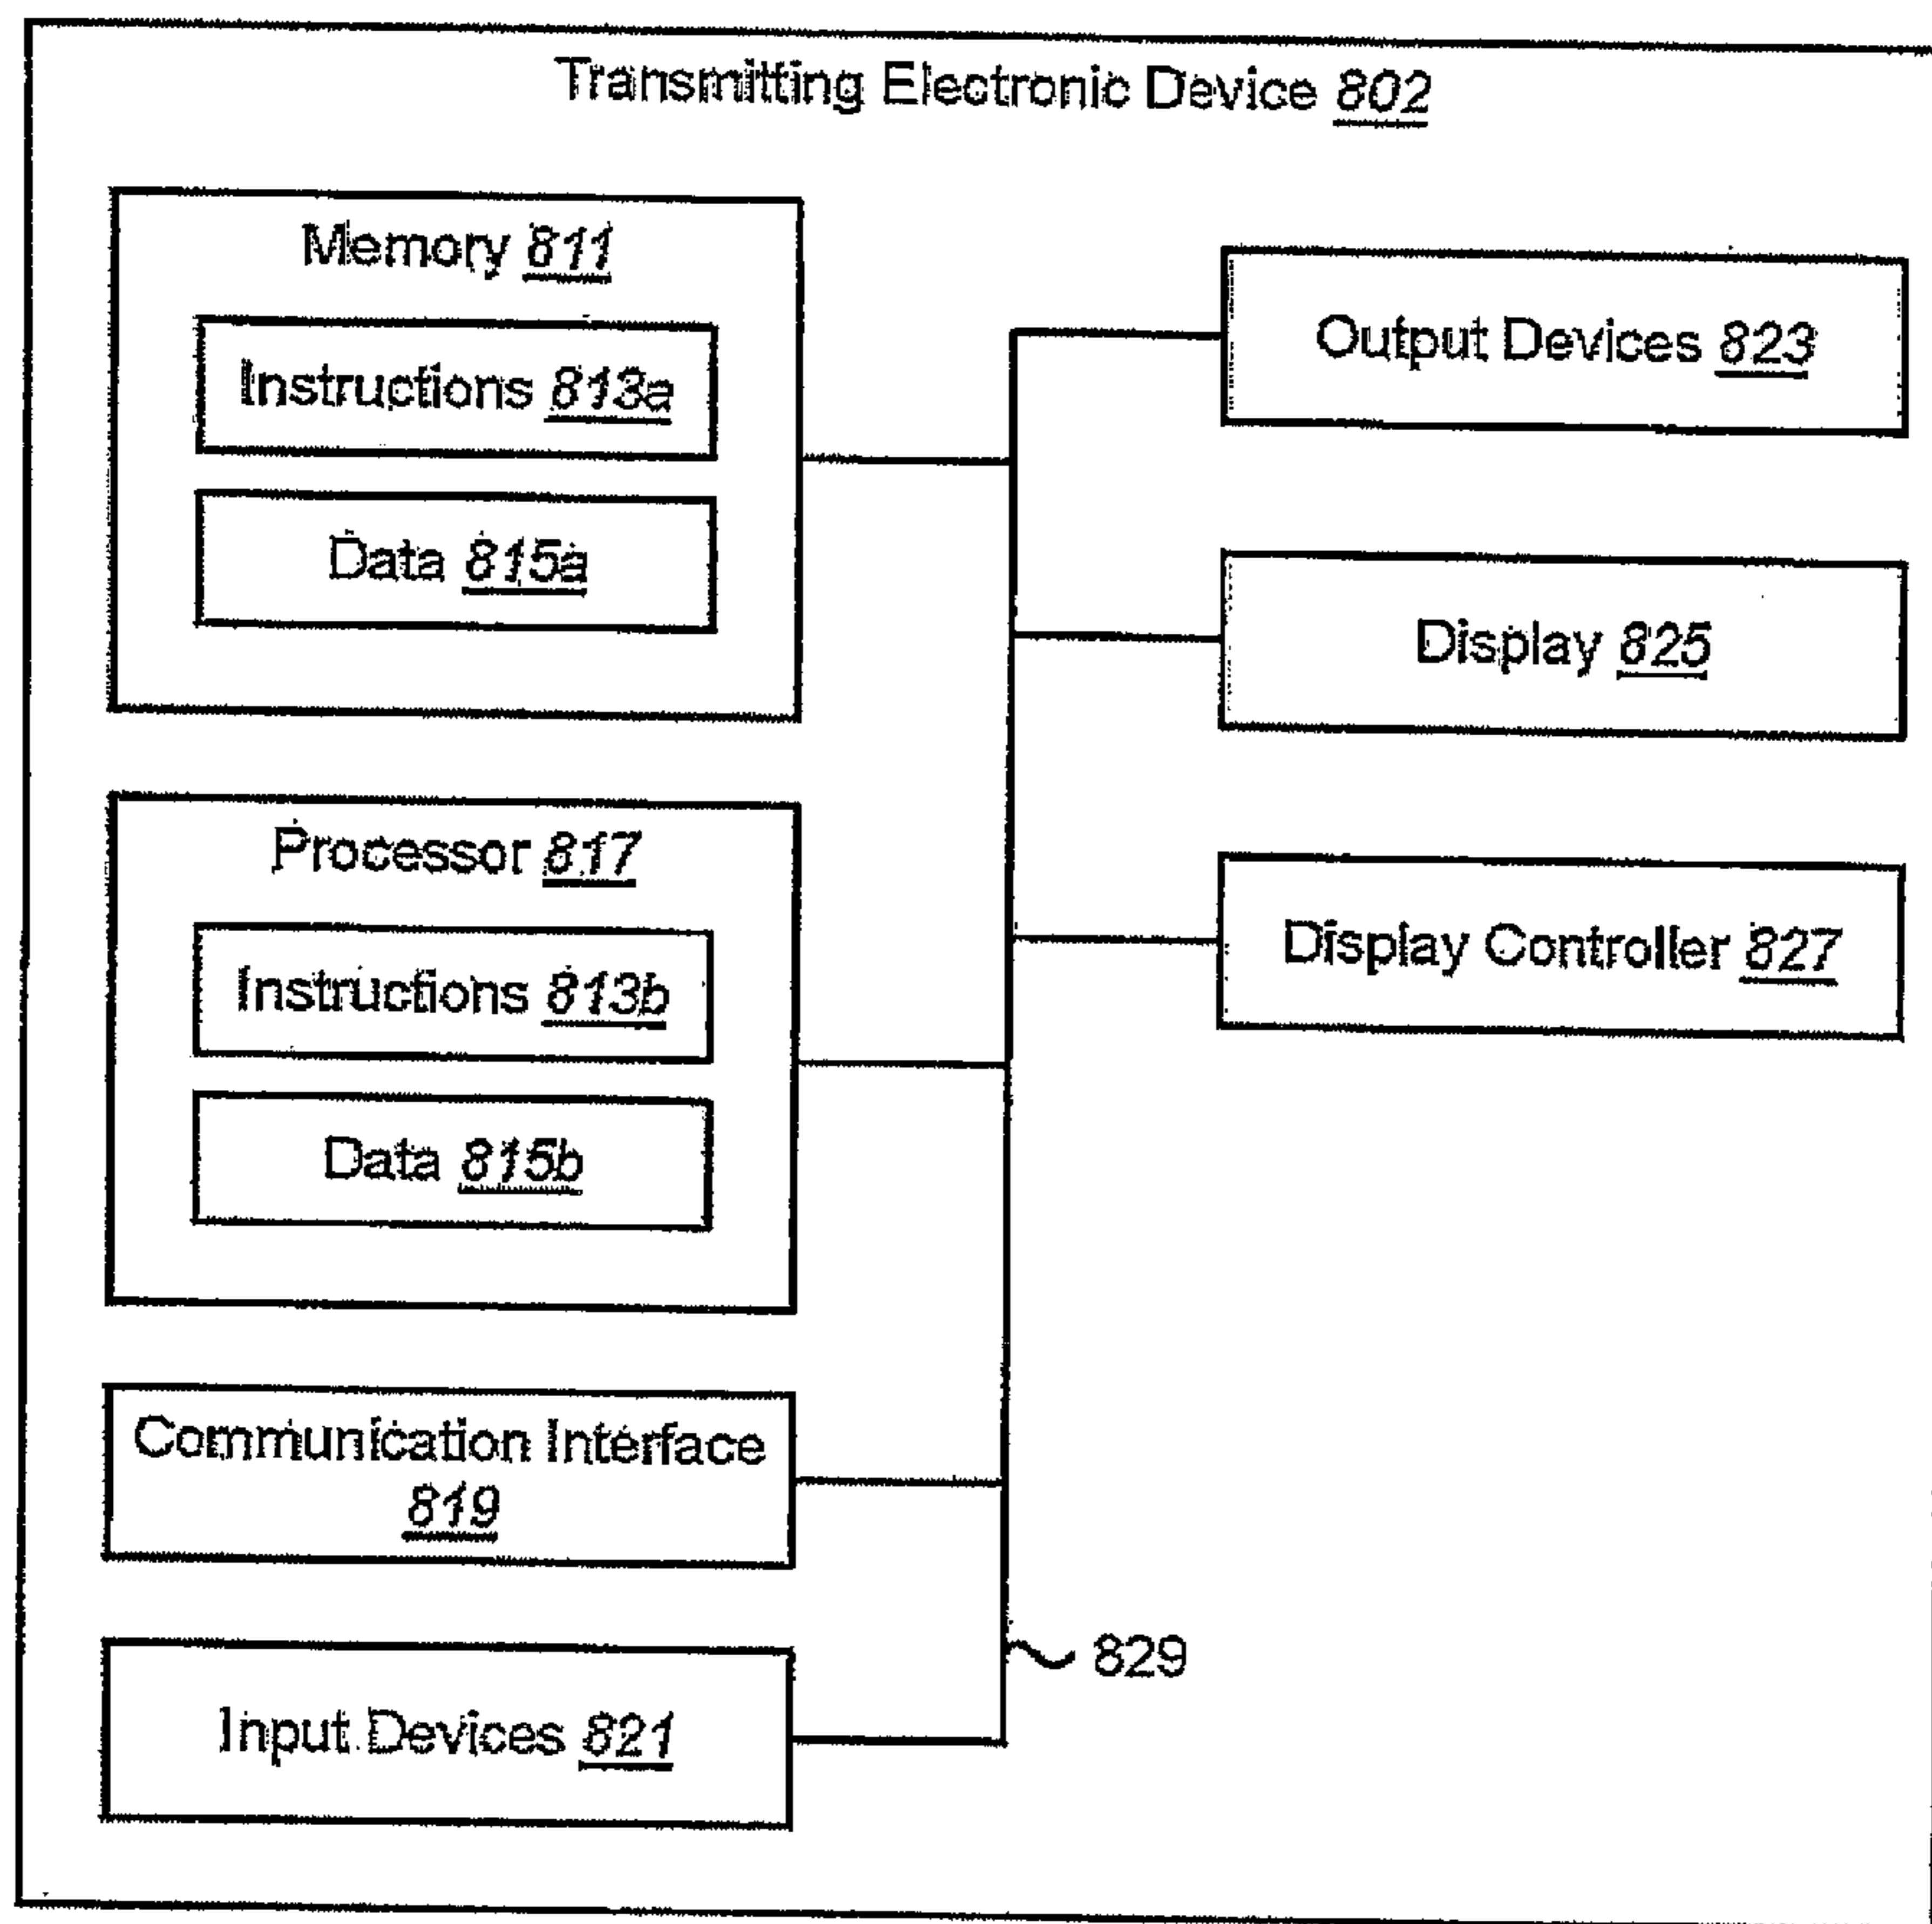 Transmitting Electronic Device 802
Memory 811
Instructions 813a
Data 815a
Processor 817
Instructions 813b
Data 815b
Communication Interface
819
Input Devices 821
Output Devices 823
Display 825
Display Controller 827
829